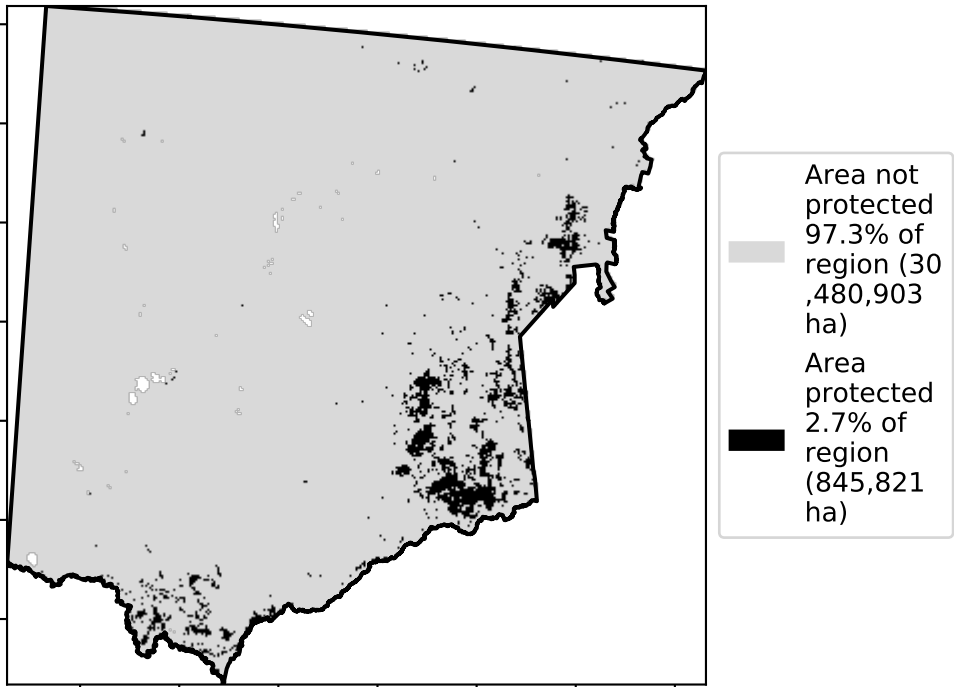 Area not
protected
97.3% of
region (30
,480,903
ha)
Area
protected
2.7% of
region
(845,821
ha)